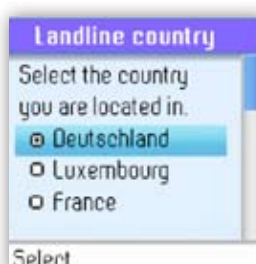 Landline country
Select the country
you are located in.
Deutschland
Luxembourg
France
Select